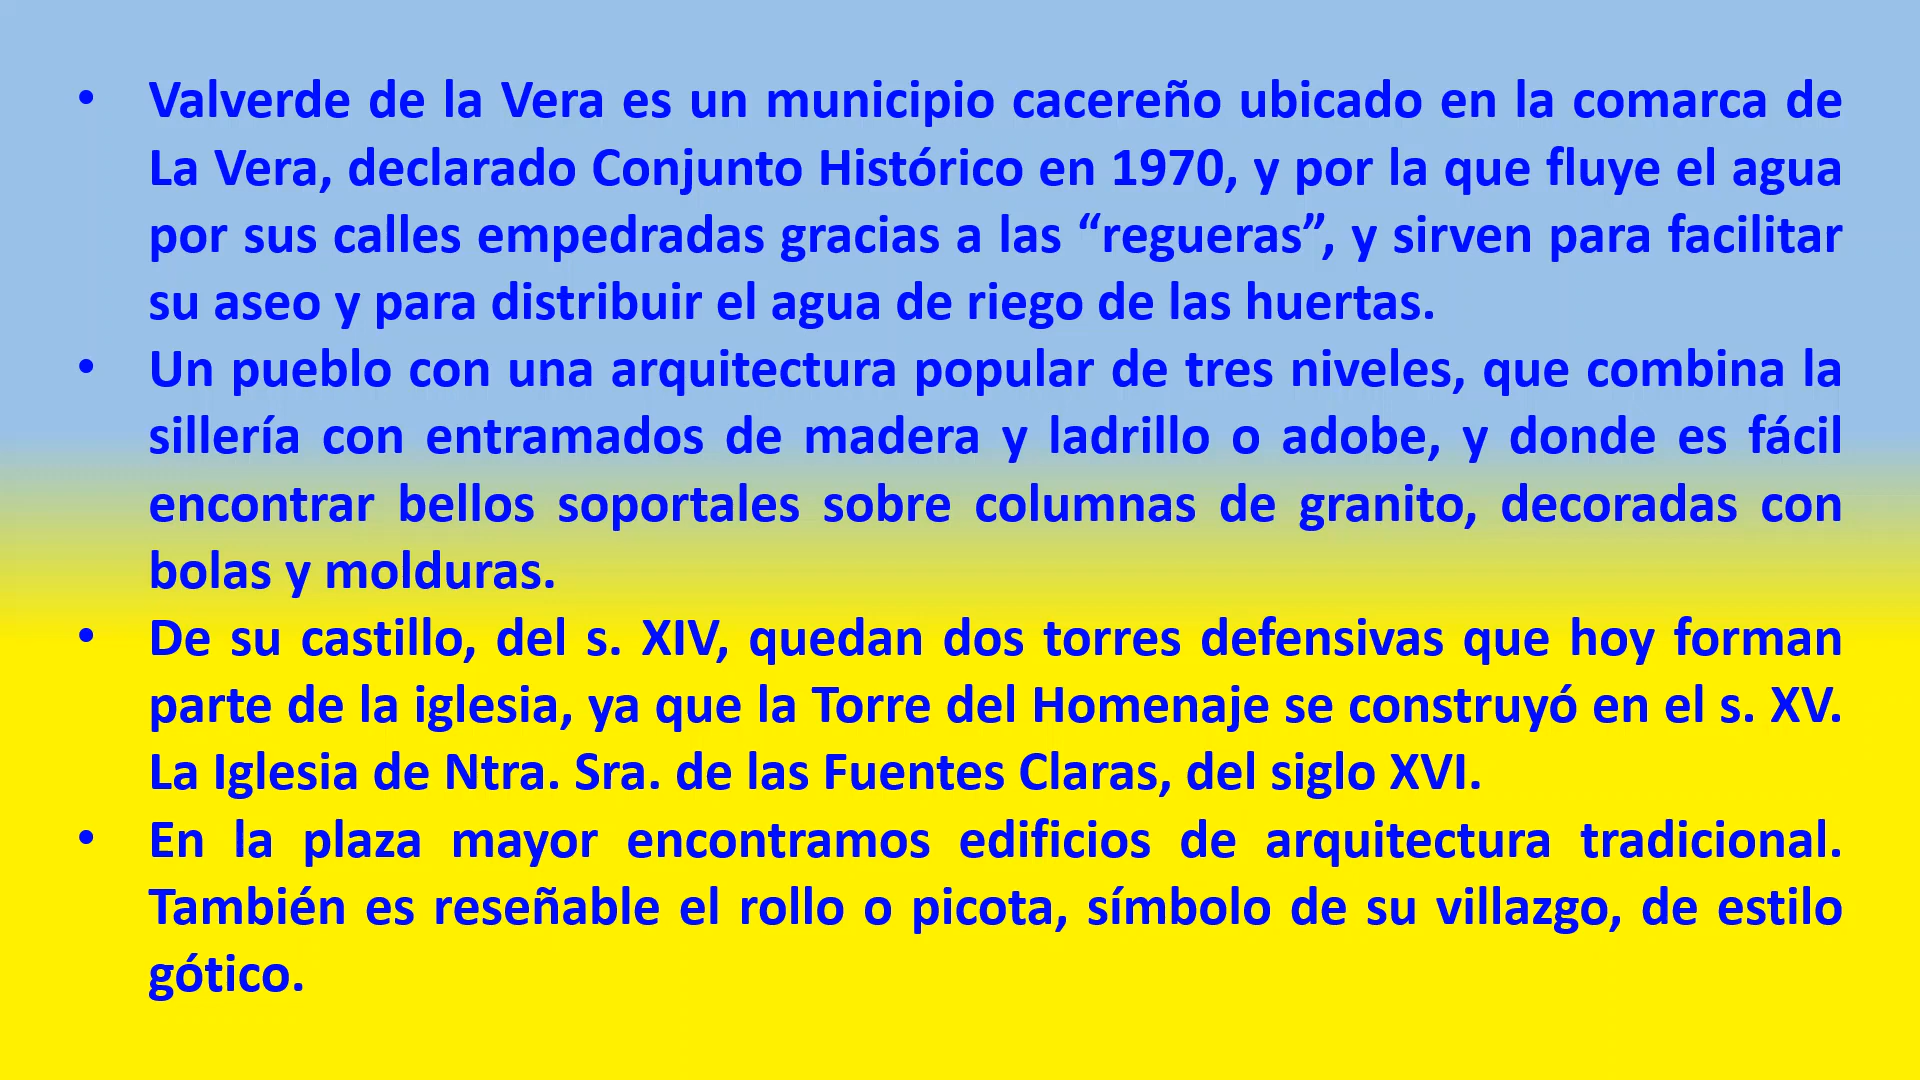 • Valverde de la Vera es un municipio cacereño ubicado en la comarca de
La Vera, declarado Conjunto Histórico en 1970, y por la que fluye el agua
por sus calles empedradas gracias a las “regueras”, y sirven para facilitar
su aseo y para distribuir el agua de riego de las huertas.
• Un pueblo con una arquitectura popular de tres niveles, que combina la
sillería con entramados de madera y ladrillo o adobe, y donde es fácil
encontrar bellos soportales sobre columnas de granito, decoradas con
bolas y molduras.
• De su castillo, del s. XIV, quedan dos torres defensivas que hoy forman
parte de la iglesia, ya que la Torre del Homenaje se construyó en el s. XV.
La Iglesia de Ntra. Sra. de las Fuentes Claras, del siglo XVI.
• En la plaza mayor encontramos edificios de arquitectura tradicional.
También es reseñable el rollo o picota, símbolo de su villazgo, de estilo
gótico.